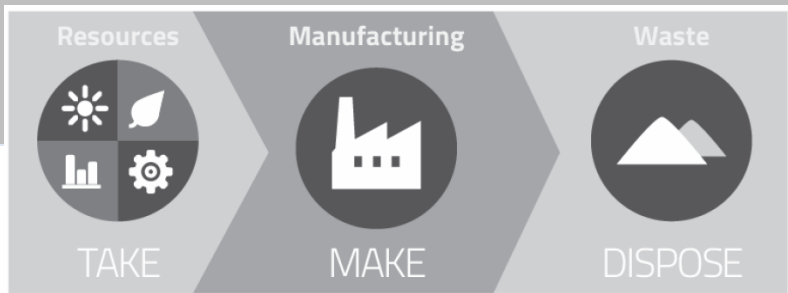 Resources
Manufacturing
Waste
TAKE
MAKE
DISPOSE